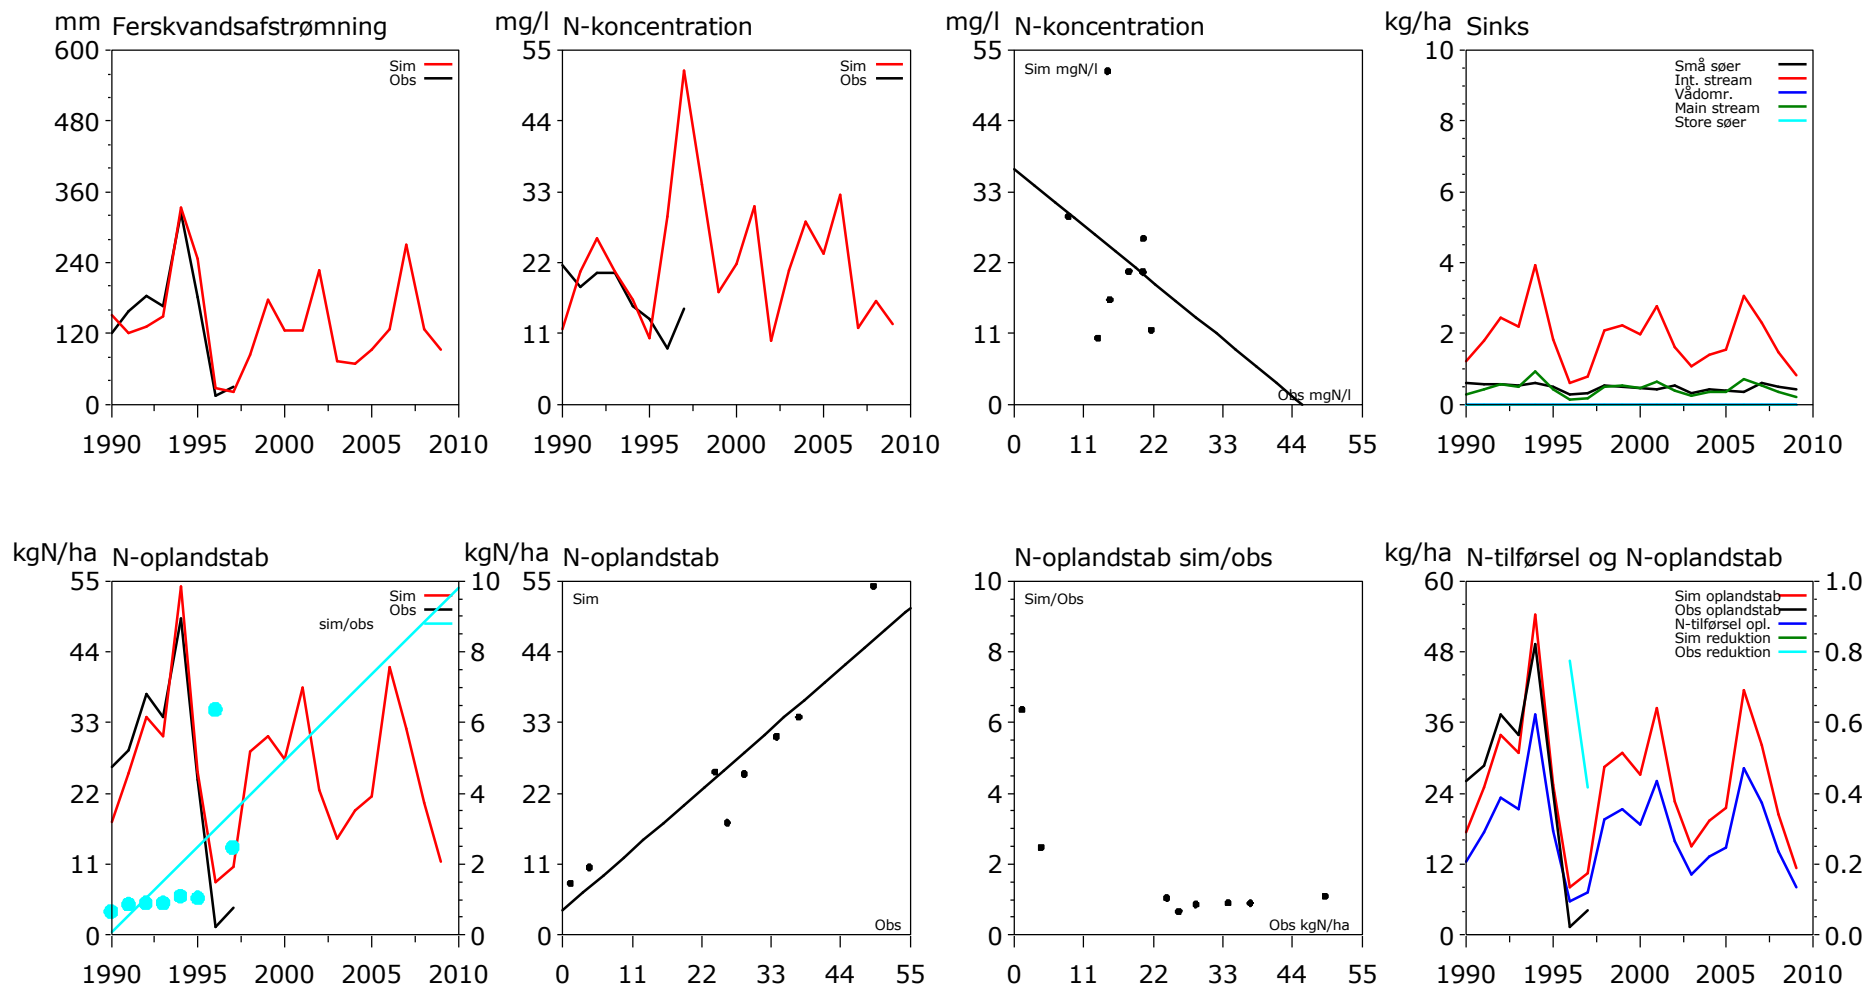 mm Ferskvandsafstrømning
600
480
360
240
120
0
1990 1995 2000 2005 2010
Sim
Obs
mg/l N-koncentration
55
44
33
22
11
0
1990 1995 2000 2005 2010
Sim
Obs
mg/l N-koncentration
55
44
33
22
11
0
0 11 22 33 44 55
Sim mgN/l
Obs mgN/l
kg/ha Sinks
10
8
6
4
2
0
1990 1995 2000 2005 2010
Små søer
Int. stream
Vådomr.
Main stream
Store søer
kgN/ha N-oplandstab
55
44
33
22
11
0
1990 1995 2000 2005 2010
Sim
Obs
sim/obs
10
8
6
4
2
0
kgN/ha N-oplandstab
55
44
33
22
11
0
0 11 22 33 44 55
Sim
Obs
N-oplandstab sim/obs
10
8
6
4
2
0
0 11 22 33 44 55
Sim/Obs
Obs kgN/ha
kg/ha N-tilførsel og N-oplandstab
60
48
36
24
12
0
1990 1995 2000 2005 2010
Sim oplandstab
Obs oplandstab
N-tilførsel opl.
Sim reduktion
Obs reduktion
1.0
0.8
0.6
0.4
0.2
0.0